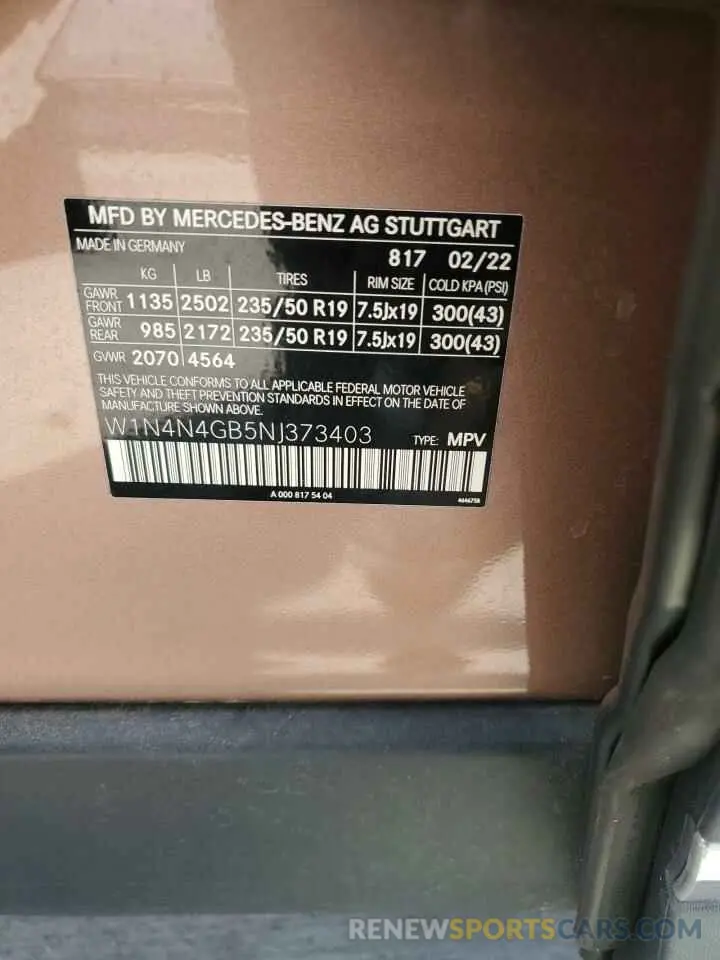 MFD BY MERCEDES-BENZ AG STUTTGART
MADE IN GERMANY 817 02/22
KG LB TIRES RIM SIZE COLD KPA (PSI)
GAWR FRONT 1135 2502 235/50 R19 7.5Jx19 300(43)
GAWR REAR 985 2172 235/50 R19 7.5Jx19 300(43)
GVWR 2070 4564
THIS VEHICLE CONFORMS TO ALL APPLICABLE FEDERAL MOTOR VEHICLE
SAFETY AND THEFT PREVENTION STANDARDS IN EFFECT ON THE DATE OF
MANUFACTURE SHOWN ABOVE.
W1N4N4GB5NJ373403 TYPE: MPV
A 000 817 54 04
RENEWSPORTSCARS.COM